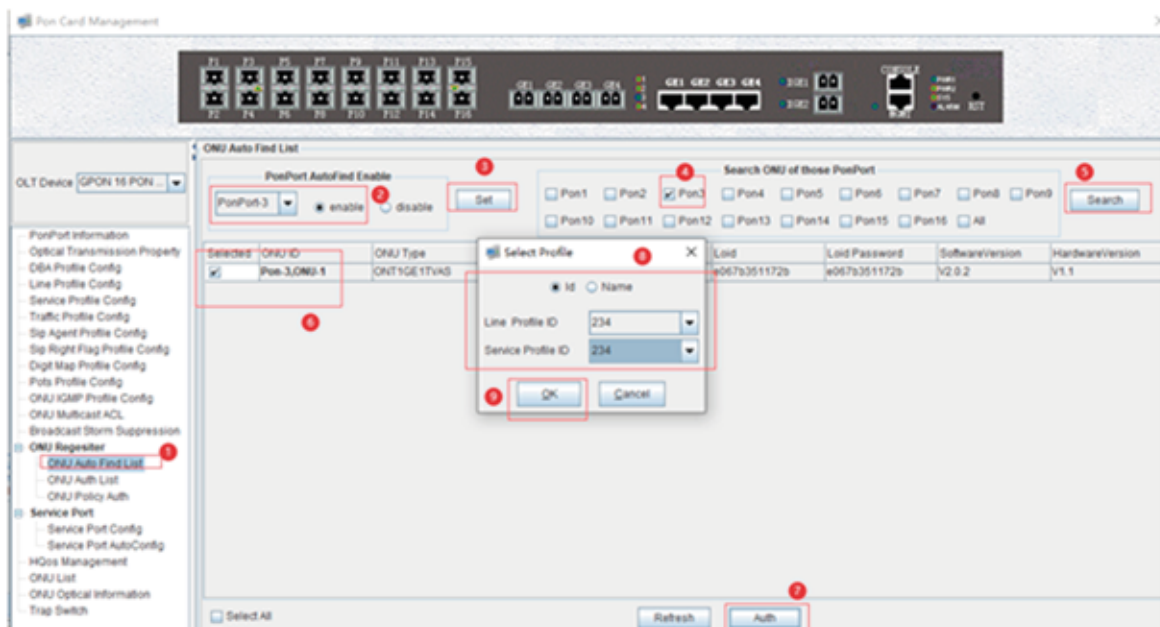 Pon Card Management
P1 P3 P5 P7 P9 P11 P13 P15
GE1 GE2 GE3 GE4
GE1 GE2 GE3 GE4
CONSOLE
P2 P4 P6 P8 P10 P12 P14 P16
RST
OLT Device GPON 16 PON ...
ONU Auto Find List
PonPort AutoFind Enable
PonPort-3
enable
disable
2
3
Set
Search ONU of those PonPort
4
Pon1 Pon2 Pon3 Pon4 Pon5 Pon6 Pon7 Pon8 Pon9
Pon10 Pon11 Pon12 Pon13 Pon14 Pon15 Pon16 All
5
Search
PonPort Information
Optical Transmission Property
DBA Profile Config
Line Profile Config
Service Profile Config
Traffic Profile Config
Sip Agent Profile Config
Sip Right Flag Profile Config
Digit Map Profile Config
Pots Profile Config
ONU IGMP Profile Config
ONU Multicast ACL
Broadcast Storm Suppression
ONU Regesiter
1
ONU Auto Find List
ONU Auth List
ONU Policy Auth
Service Port
Service Port Config
Service Port AutoConfig
HQos Management
ONU List
ONU Optical Information
Trap Switch
Selected ONU ID ONU Type Loid Loid Password SoftwareVersion HardwareVersion
Pon-3,ONU-1 ONT1GE1TVAS e067b351172b e067b351172b V2.0.2 V1.1
6
Select Profile
8
Id Name
Line Profile ID 234
Service Profile ID 234
9
OK Cancel
7
Select All
Refresh Auth